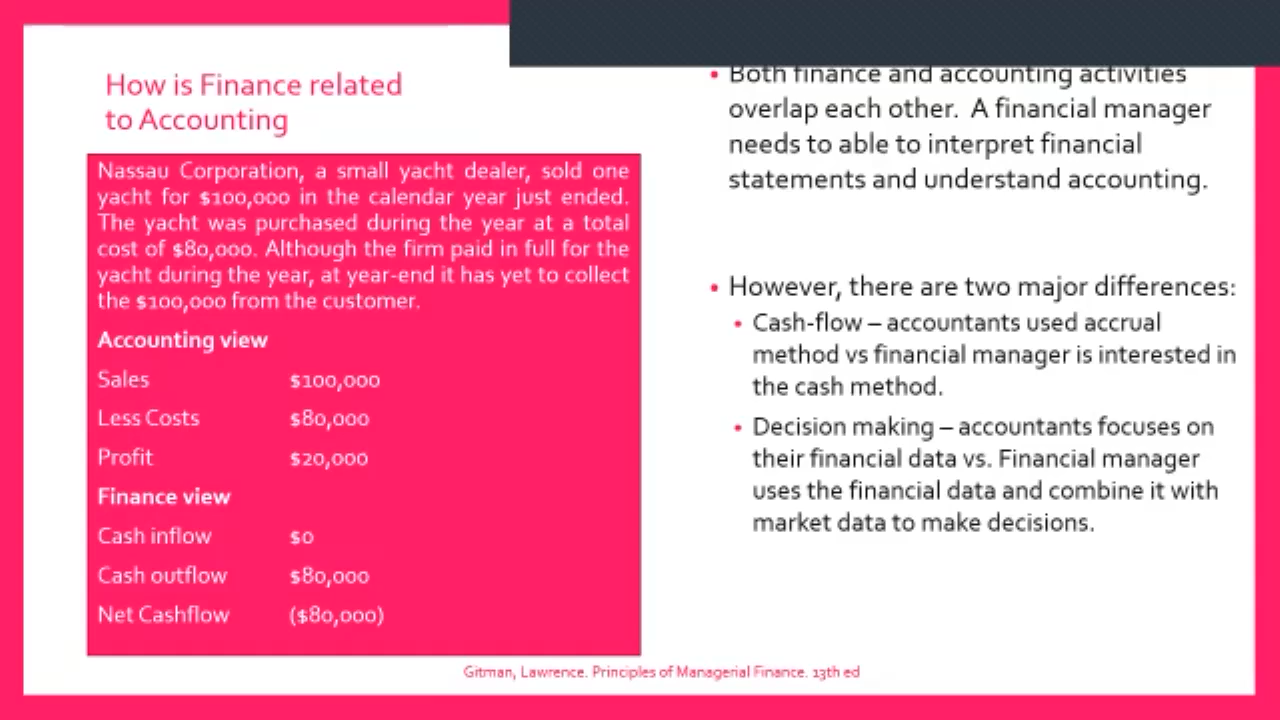 How is Finance related
to Accounting
Nassau Corporation, a small yacht dealer, sold one
yacht for $100,000 in the calendar year just ended.
The yacht was purchased during the year at a total
cost of $80,000. Although the firm paid in full for the
yacht during the year, at year-end it has yet to collect
the $100,000 from the customer.
Accounting view
Sales $100,000
Less Costs $80,000
Profit $20,000
Finance view
Cash inflow $0
Cash outflow $80,000
Net Cashflow ($80,000)
• Both finance and accounting activities
overlap each other. A financial manager
needs to able to interpret financial
statements and understand accounting.
• However, there are two major differences:
• Cash-flow – accountants used accrual
method vs financial manager is interested in
the cash method.
• Decision making – accountants focuses on
their financial data vs. Financial manager
uses the financial data and combine it with
market data to make decisions.
Gitman, Lawrence. Principles of Managerial Finance. 13th ed